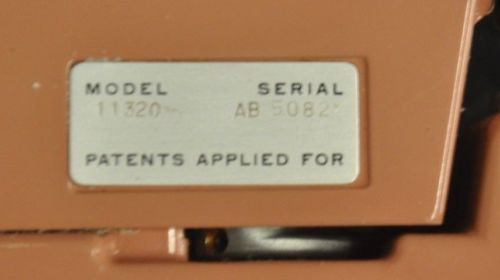 MODEL SERIAL
11320 AB 5082
PATENTS APPLIED FOR